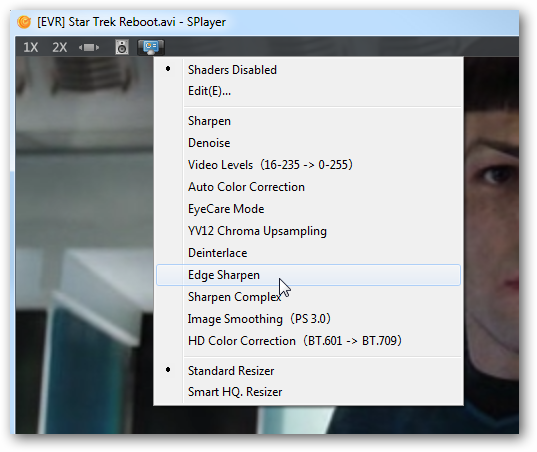 [EVR] Star Trek Reboot.avi - SPlayer
1X 2X
Shaders Disabled
Edit(E)...
Sharpen
Denoise
Video Levels（16-235 -> 0-255）
Auto Color Correction
EyeCare Mode
YV12 Chroma Upsampling
Deinterlace
Edge Sharpen
Sharpen Complex
Image Smoothing（PS 3.0）
HD Color Correction（BT.601 -> BT.709）
Standard Resizer
Smart HQ. Resizer